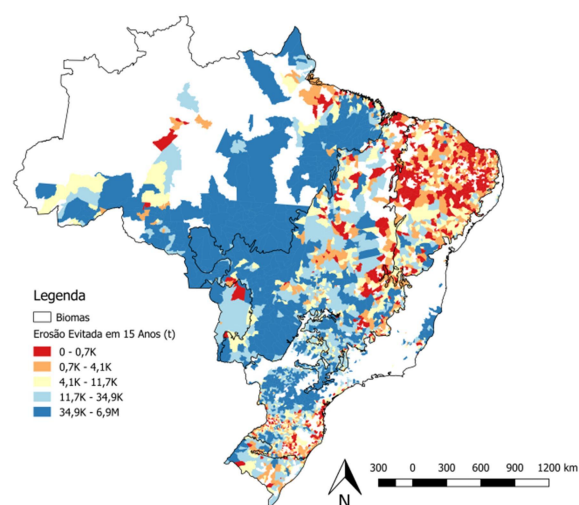 Legenda
Biomas
Erosão Evitada em 15 Anos (t)
0 - 0,7K
0,7K - 4,1K
4,1K - 11,7K
11,7K - 34,9K
34,9K - 6,9M
300 0 300 600 900 1200 km
N